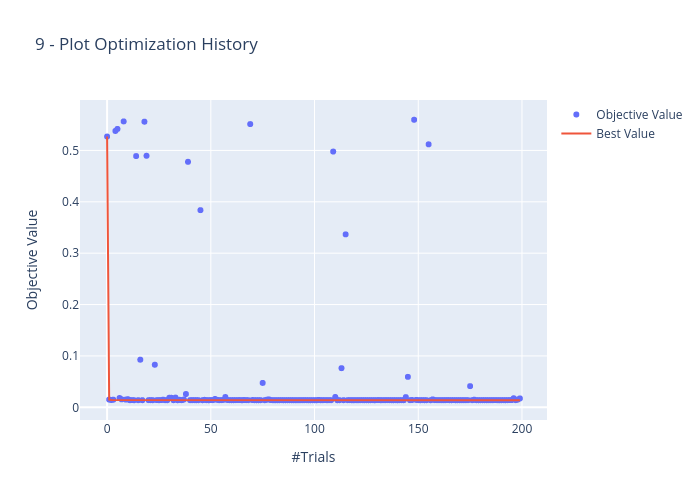 9 - Plot Optimization History
Objective Value
Best Value
0.5
0.4
0.3
0.2
0.1
0
Objective Value
0
50
100
150
200
#Trials